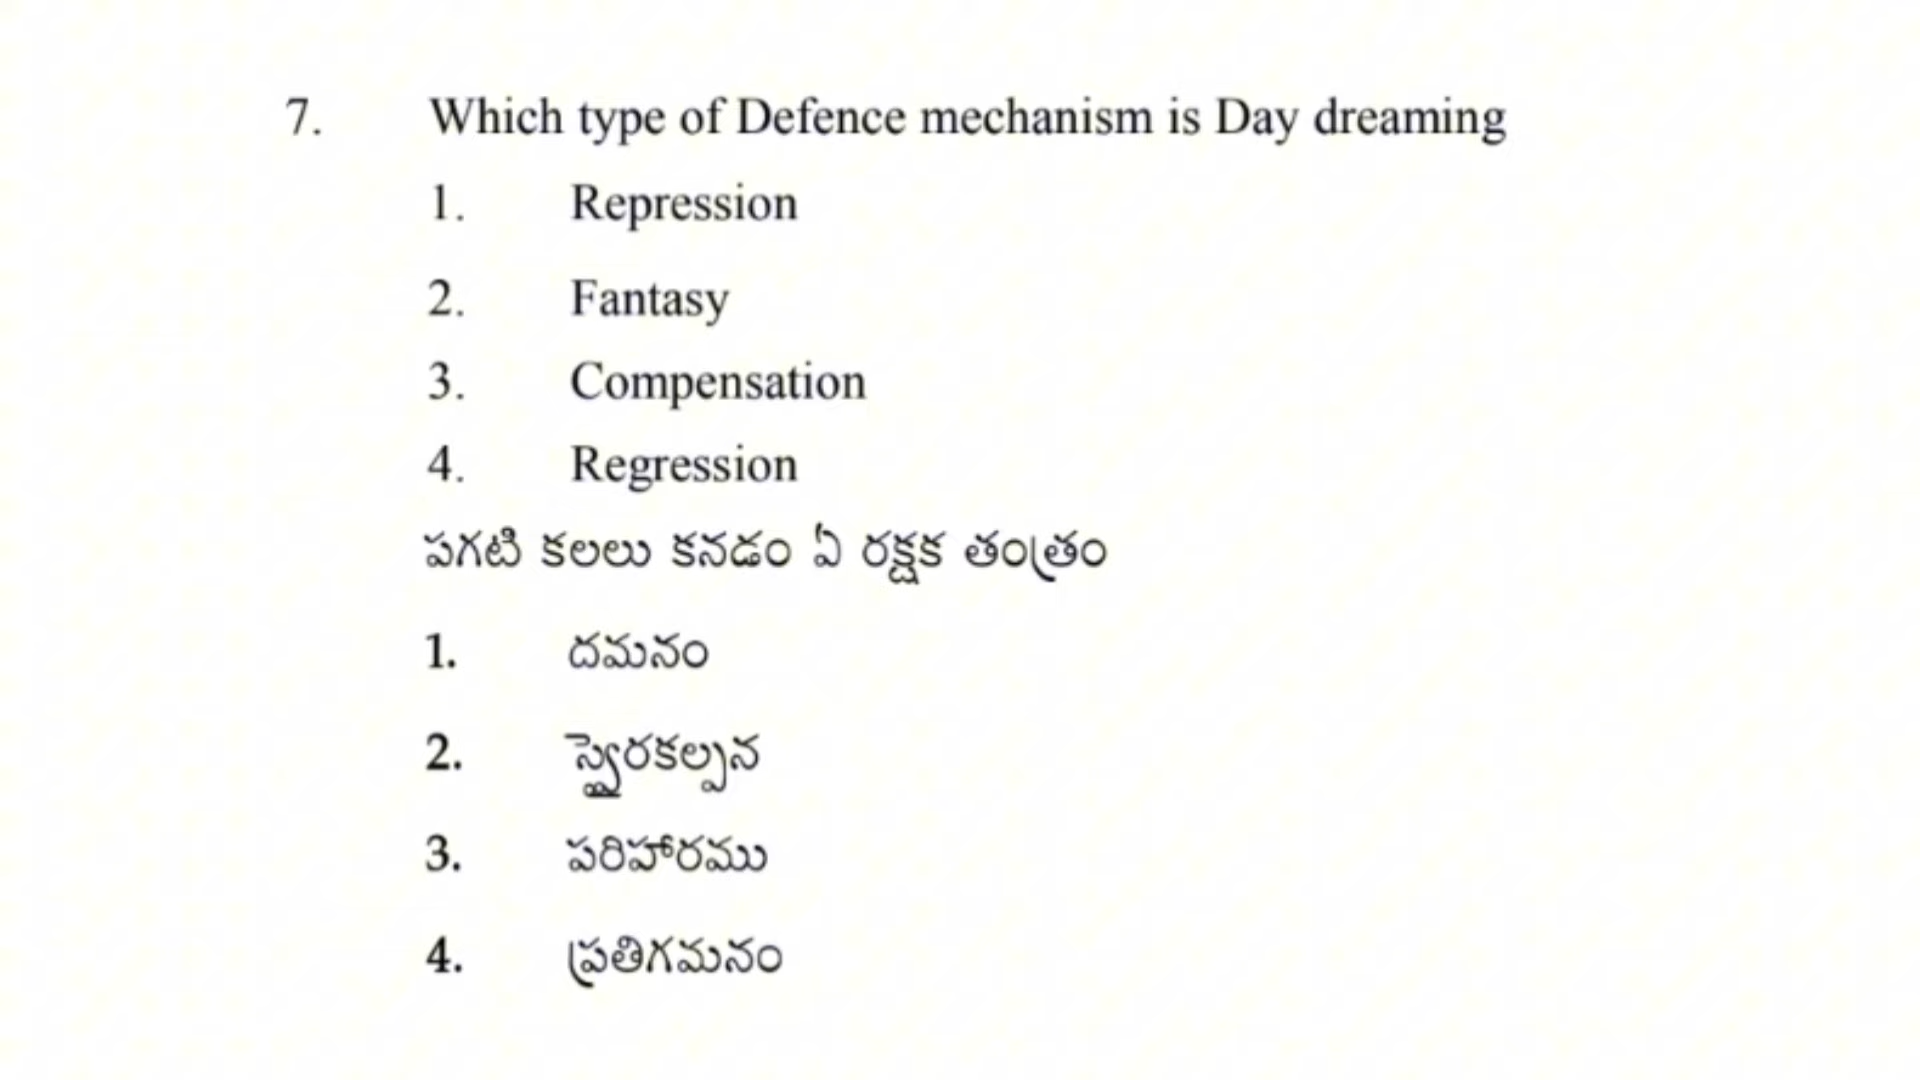 7. Which type of Defence mechanism is Day dreaming
1. Repression
2. Fantasy
3. Compensation
4. Regression
పగటి కలలు కనడం ఏ రక్షక తంత్రం
1. దమనం
2. స్వైరకల్పన
3. పరిహారము
4. ప్రతిగమనం